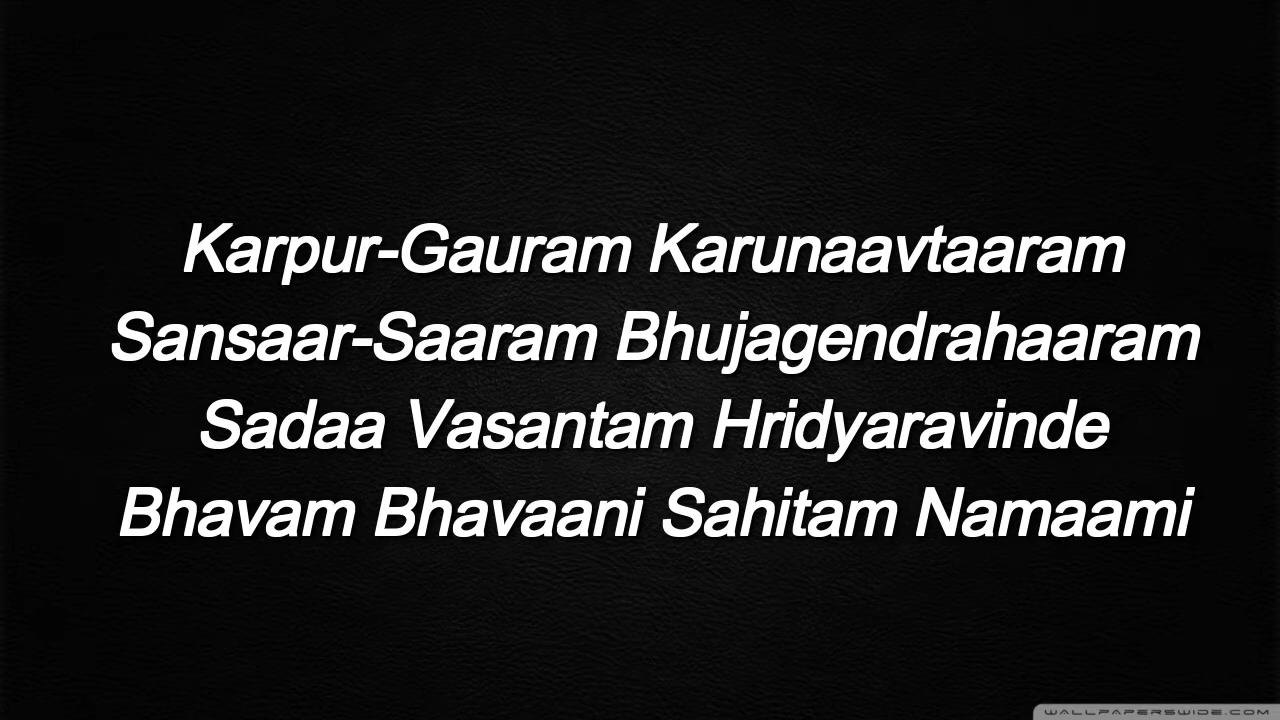 Karpur-Gauram Karunaavtaaram
Sansaar-Saaram Bhujagendrahaaram
Sadaa Vasantam Hridyaravinde
Bhavam Bhavaani Sahitam Namaami
WALLPAPERSWIDE.COM